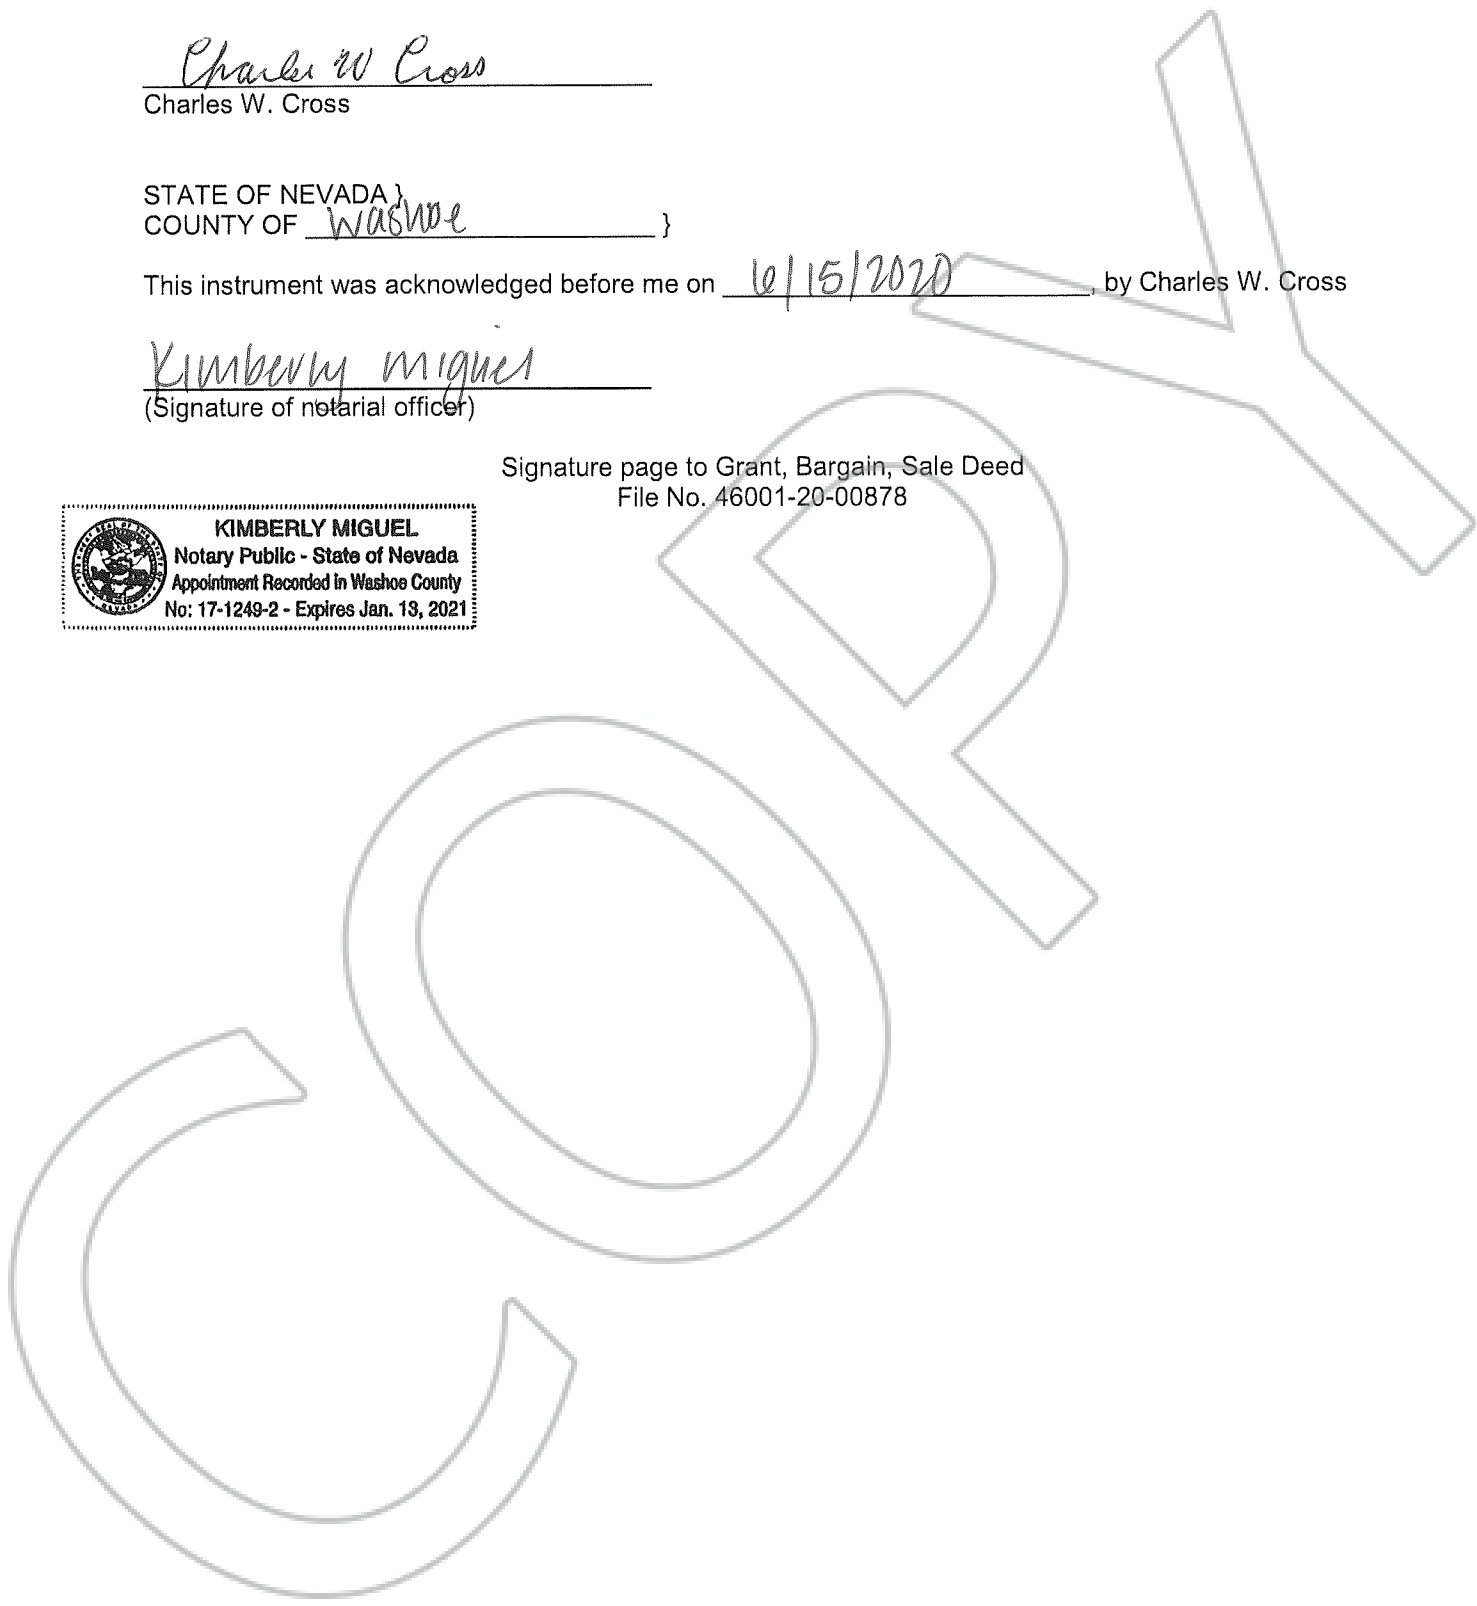 Charles W Cross
Charles W. Cross
STATE OF NEVADA }
COUNTY OF Washoe }
This instrument was acknowledged before me on 6/15/2020, by Charles W. Cross
Kimberly Miguel
(Signature of notarial officer)
Signature page to Grant, Bargain, Sale Deed
File No. 46001-20-00878
KIMBERLY MIGUEL
Notary Public - State of Nevada
Appointment Recorded in Washoe County
No: 17-1249-2 - Expires Jan. 13, 2021
COPY